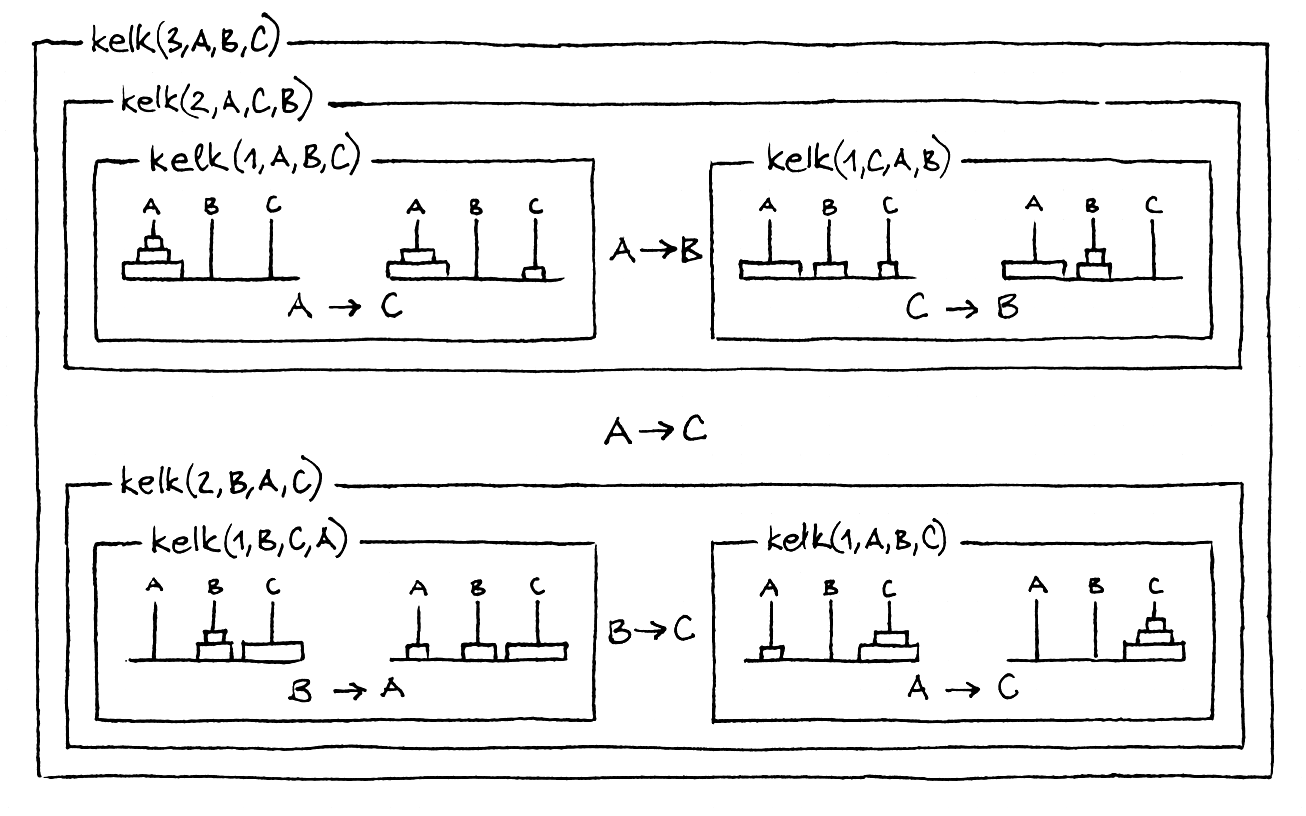 kelk(3,A,B,C)
kelk(2,A,C,B)
kelk(1,A,B,C)
A B C
A B C
A → C
A → B
kelk(1,C,A,B)
A B C
A B C
C → B
A → C
kelk(2,B,A,C)
kelk(1,B,C,A)
A B C
A B C
B → A
B → C
kelk(1,A,B,C)
A B C
A B C
A → C